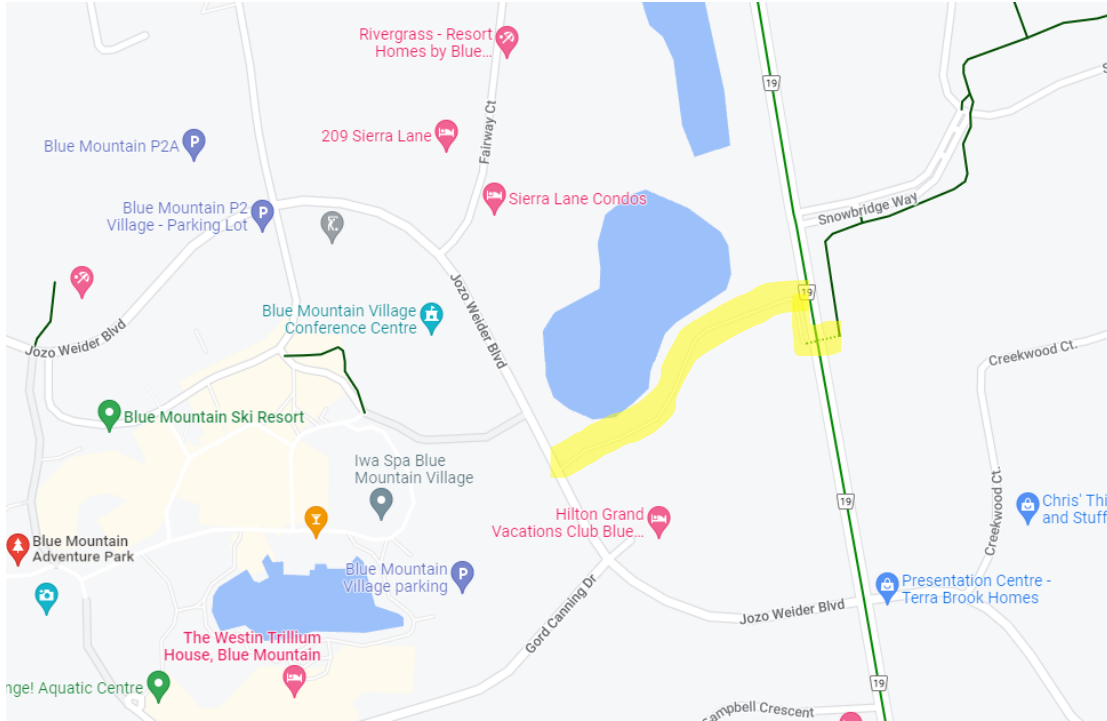 Rivergrass - Resort
Homes by Blue...
19
Blue Mountain P2A
209 Sierra Lane
Fairway Ct
Blue Mountain P2
Village - Parking Lot
Sierra Lane Condos
Snowbridge Way
Jozo Weider Blvd
Blue Mountain Village
Conference Centre
19
Jozo Weider Blvd
Creekwood Ct.
Blue Mountain Ski Resort
Iwa Spa Blue
Mountain Village
Creekwood Ct.
19
Chris' Thi
and Stuff
Hilton Grand
Vacations Club Blue...
Blue Mountain
Adventure Park
Blue Mountain
Village parking
Presentation Centre -
Terra Brook Homes
Gord Canning Dr
Jozo Weider Blvd
The Westin Trillium
House, Blue Mountain
nge! Aquatic Centre
19
Campbell Crescent